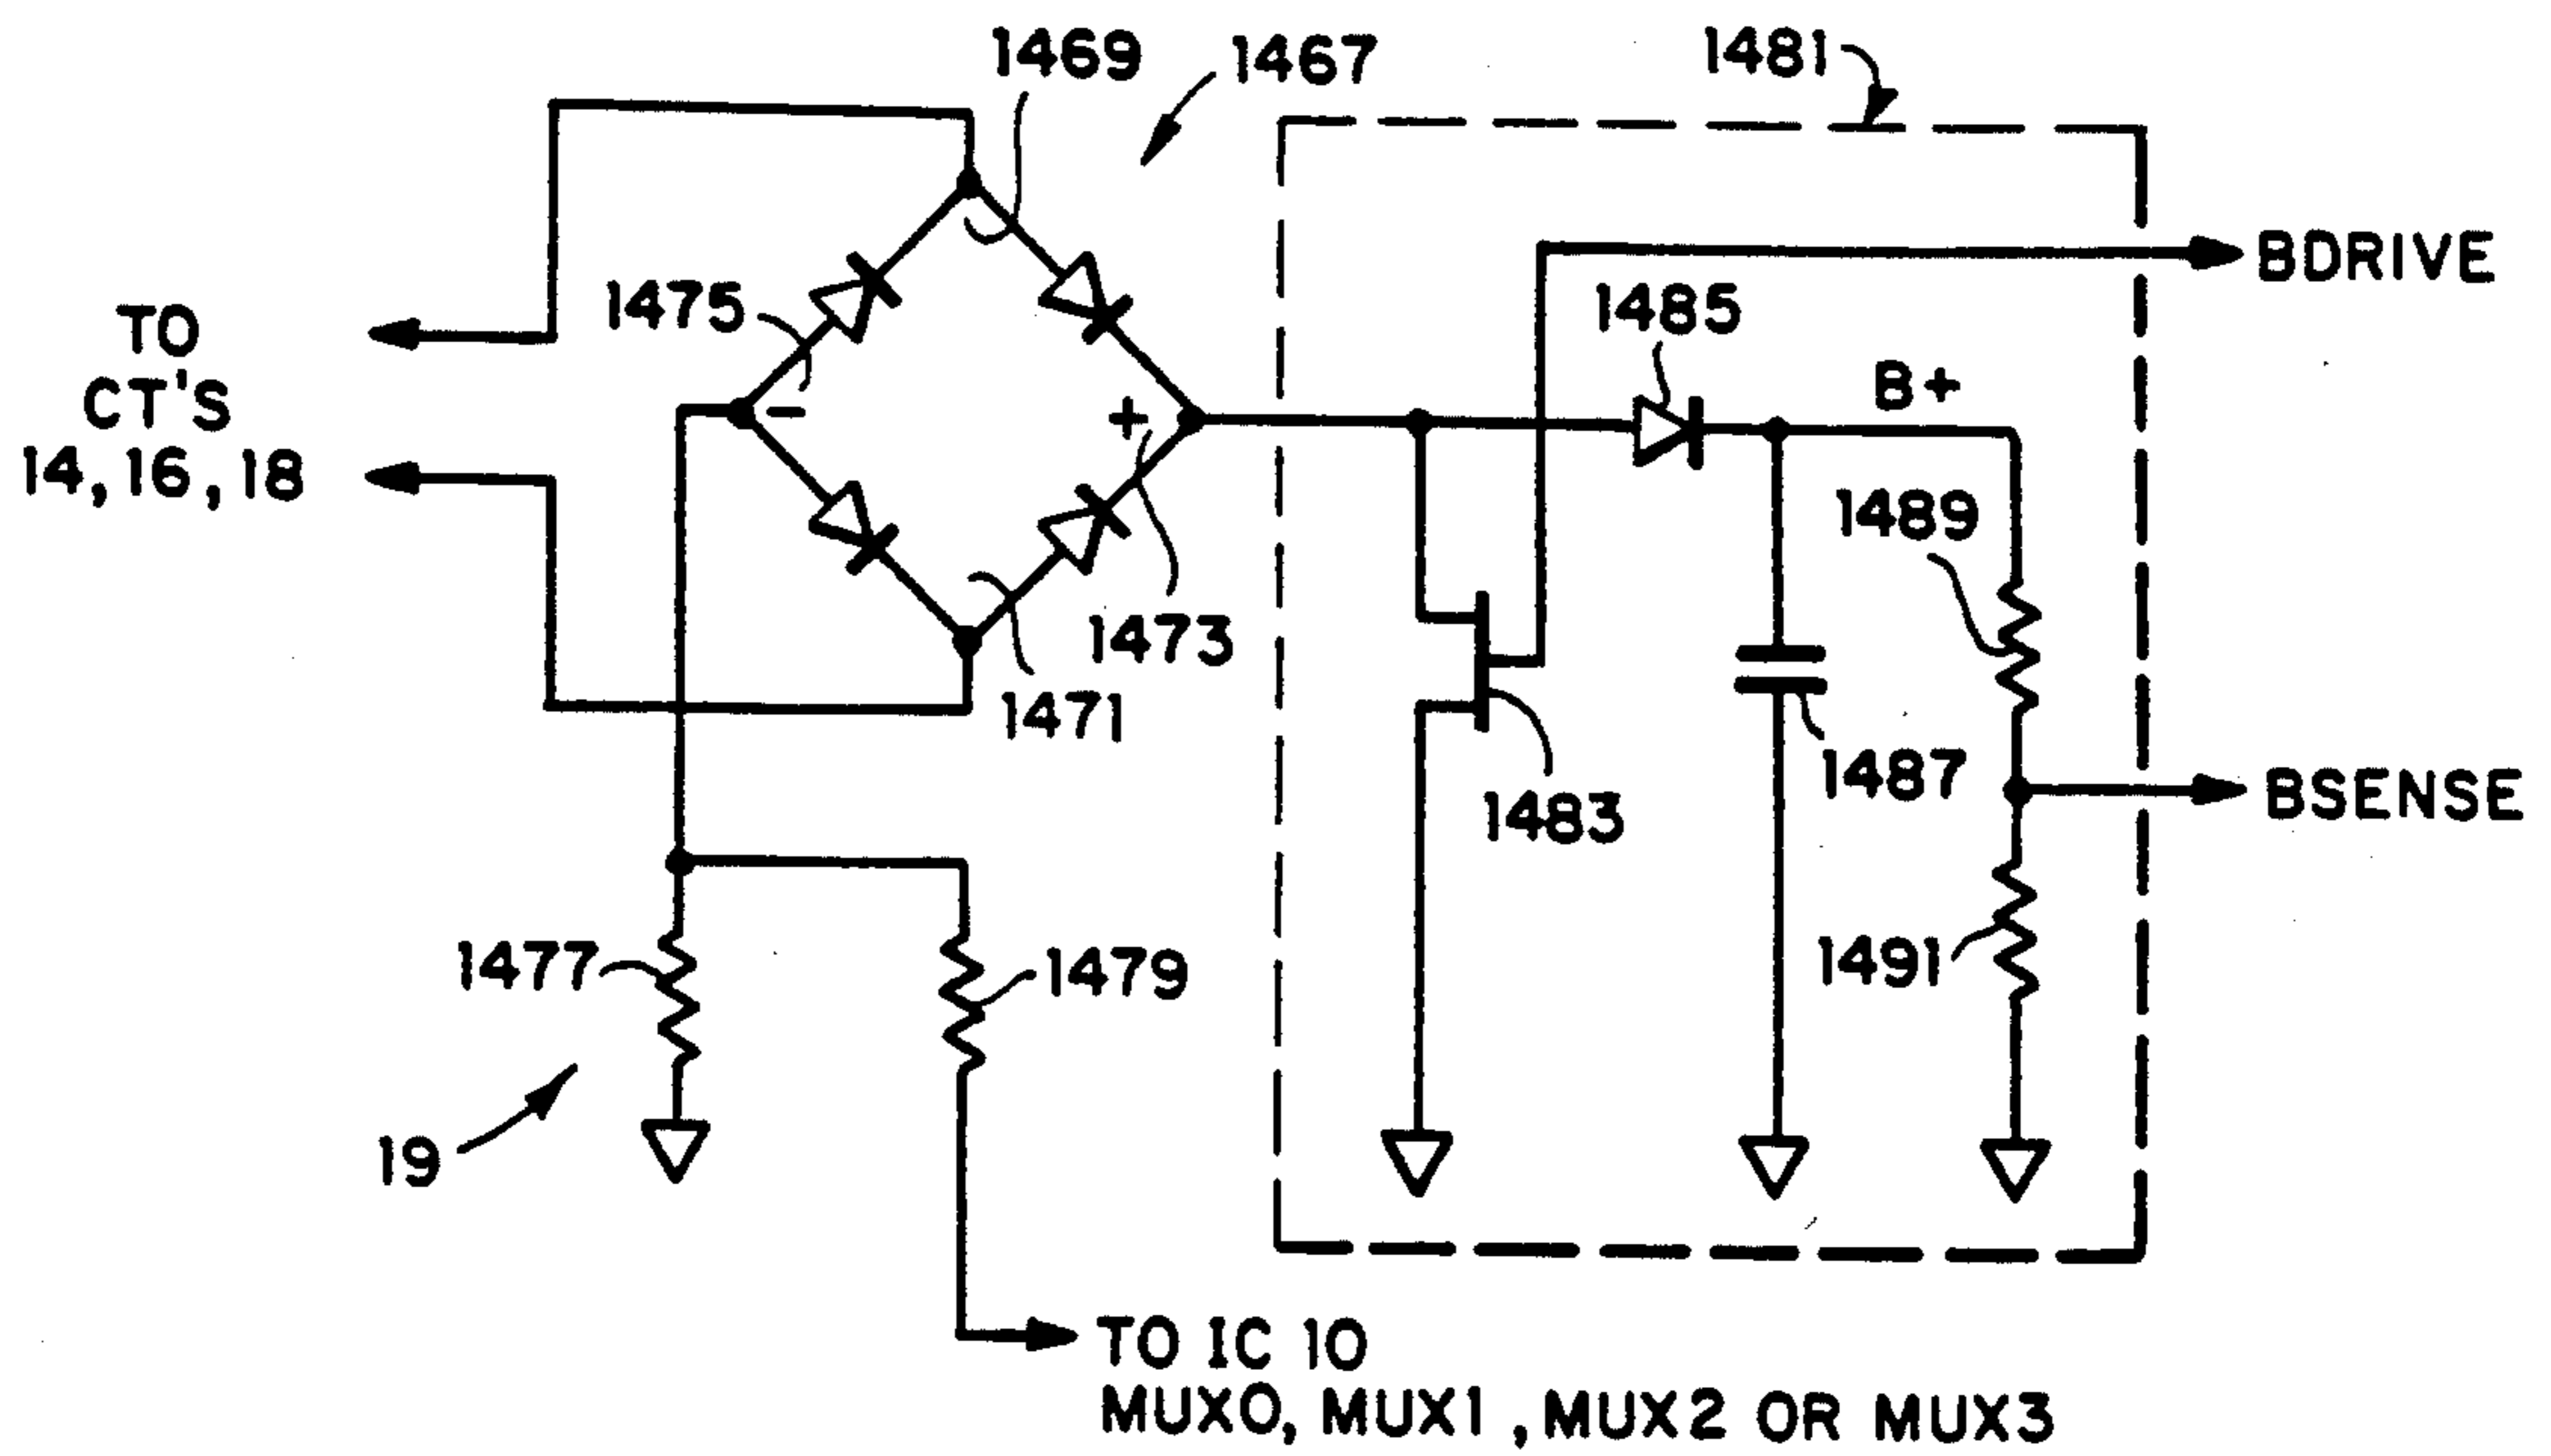 1469
1467
1481
BDRIVE
1475
1485
TO
CT'S
14, 16, 18
B+
−
+
1489
1473
1471
1487
1483
BSENSE
1477
1479
1491
19
TO IC 10
MUX0, MUX1, MUX2 OR MUX3